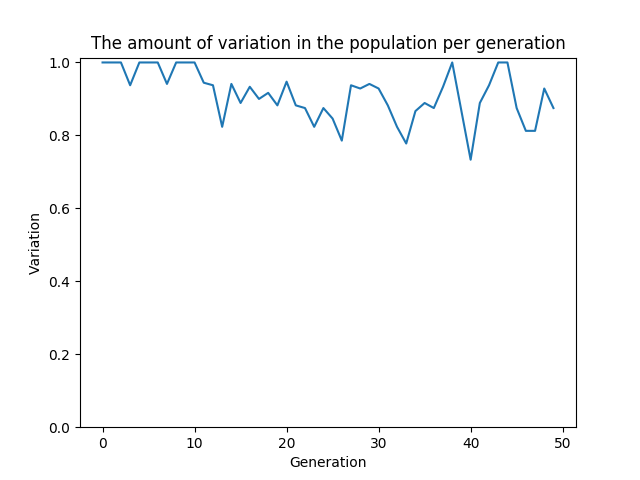 The amount of variation in the population per generation
1.0
0.8
0.6
0.4
0.2
0.0
Variation
0 10 20 30 40 50
Generation